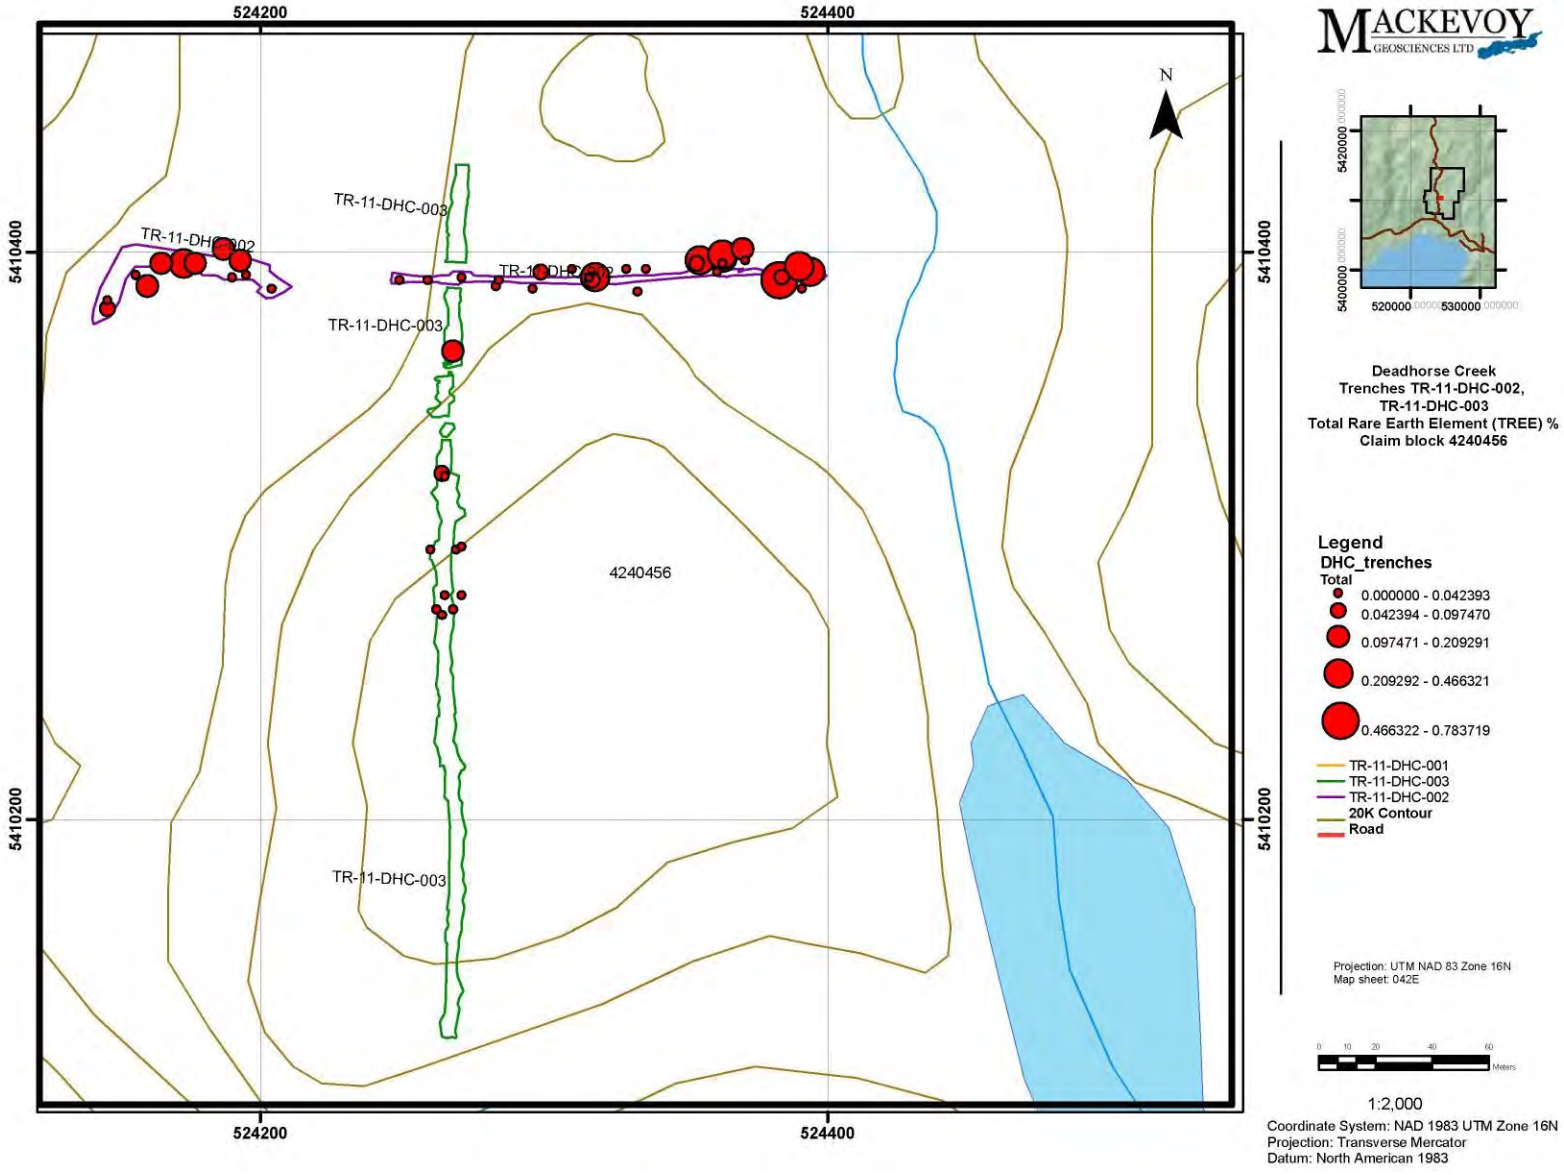 524200
524400
MACKEVOY
GEOSCIENCES LTD
N
5420000
000000
5400000
000000
520000
000000
530000
000000
TR-11-DHC-003
TR-11-DHC-002
5410400
5410400
TR-11-DHC-003
Deadhorse Creek
Trenches TR-11-DHC-002,
TR-11-DHC-003
Total Rare Earth Element (TREE) %
Claim block 4240456
4240456
Legend
DHC_trenches
Total
0.000000 - 0.042393
0.042394 - 0.097470
0.097471 - 0.209291
0.209292 - 0.466321
0.466322 - 0.783719
TR-11-DHC-001
TR-11-DHC-003
TR-11-DHC-002
20K Contour
Road
5410200
5410200
TR-11-DHC-003
Projection: UTM NAD 83 Zone 16N
Map sheet: 042E
0 10 20 40 60
Meters
1:2,000
524200
524400
Coordinate System: NAD 1983 UTM Zone 16N
Projection: Transverse Mercator
Datum: North American 1983